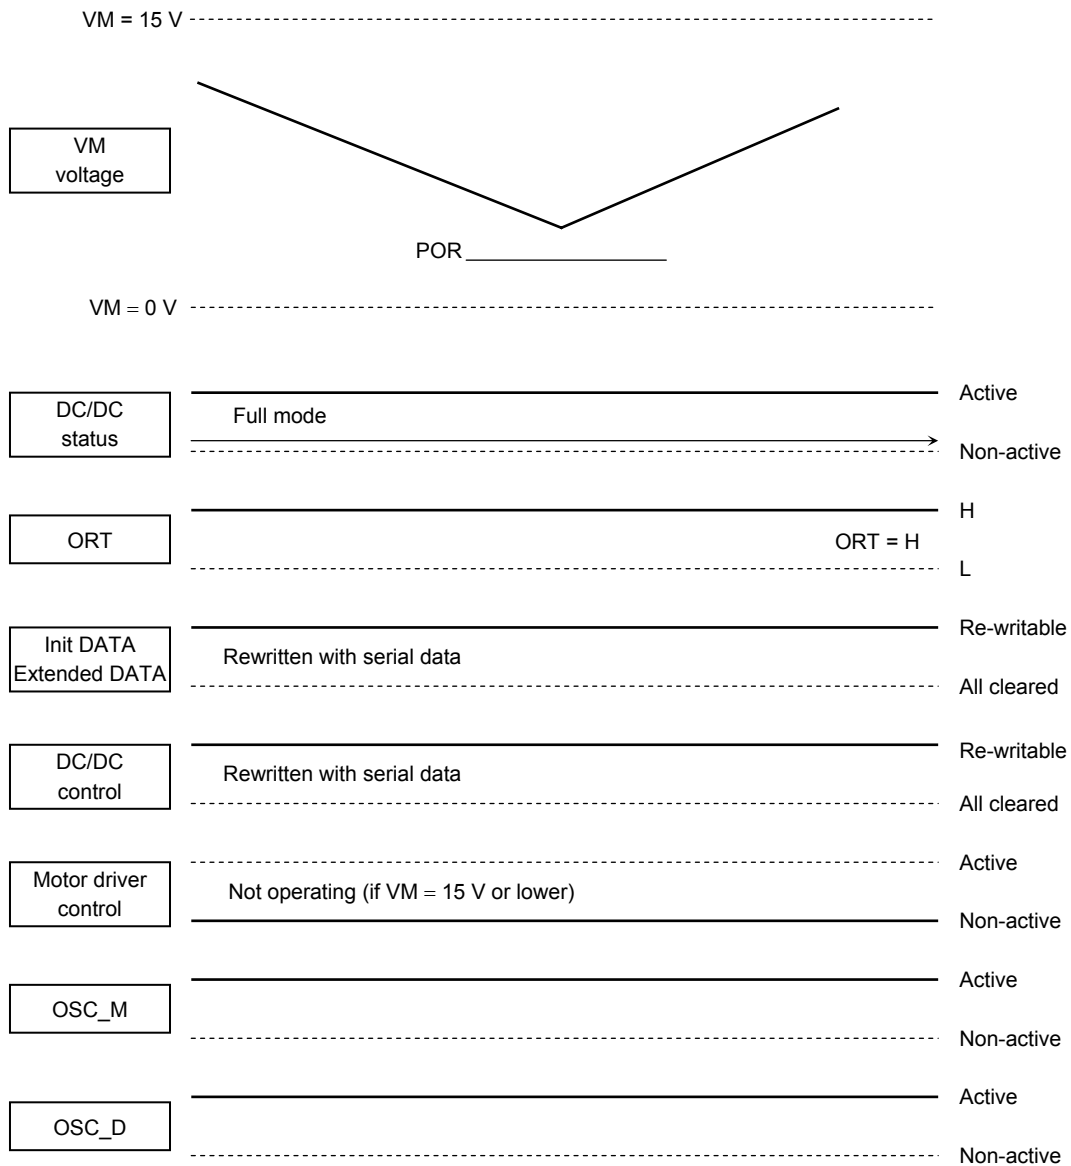 VM = 15 V
VM
voltage
POR
VM = 0 V
DC/DC
status
Full mode
Active
Non-active
ORT
H
ORT = H
L
Init DATA
Extended DATA
Rewritten with serial data
Re-writable
All cleared
DC/DC
control
Rewritten with serial data
Re-writable
All cleared
Motor driver
control
Not operating (if VM = 15 V or lower)
Active
Non-active
OSC_M
Active
Non-active
OSC_D
Active
Non-active